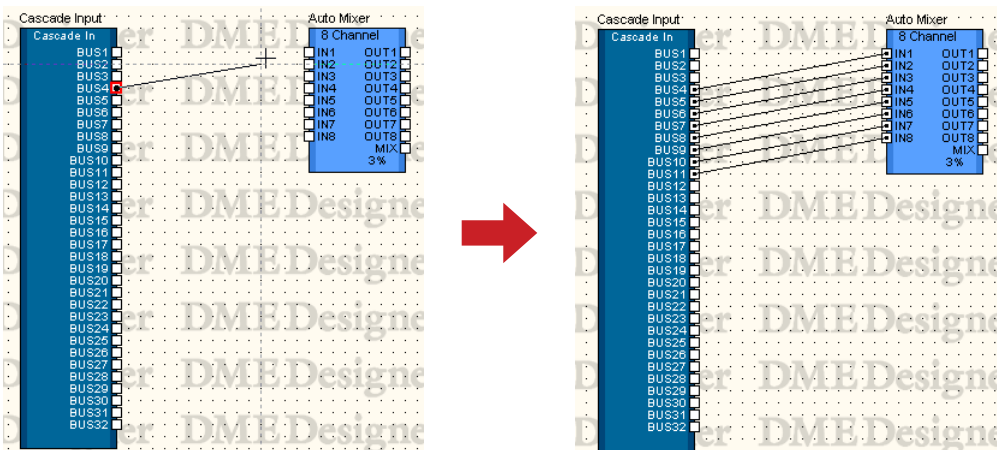 Cascade Input
Cascade In
BUS1
BUS2
BUS3
BUS4
BUS5
BUS6
BUS7
BUS8
BUS9
BUS10
BUS11
BUS12
BUS13
BUS14
BUS15
BUS16
BUS17
BUS18
BUS19
BUS20
BUS21
BUS22
BUS23
BUS24
BUS25
BUS26
BUS27
BUS28
BUS29
BUS30
BUS31
BUS32
Auto Mixer
8 Channel
IN1 OUT1
IN2 OUT2
IN3 OUT3
IN4 OUT4
IN5 OUT5
IN6 OUT6
IN7 OUT7
IN8 OUT8
MIX
3%
Cascade Input
Cascade In
BUS1
BUS2
BUS3
BUS4
BUS5
BUS6
BUS7
BUS8
BUS9
BUS10
BUS11
BUS12
BUS13
BUS14
BUS15
BUS16
BUS17
BUS18
BUS19
BUS20
BUS21
BUS22
BUS23
BUS24
BUS25
BUS26
BUS27
BUS28
BUS29
BUS30
BUS31
BUS32
Auto Mixer
8 Channel
IN1 OUT1
IN2 OUT2
IN3 OUT3
IN4 OUT4
IN5 OUT5
IN6 OUT6
IN7 OUT7
IN8 OUT8
MIX
3%
DME Designer